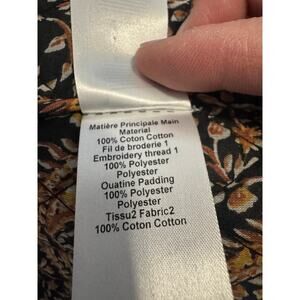 Matière Principale Main
Material
100% Coton Cotton
Fil de broderie 1
Embroidery thread 1
100% Polyester
Polyester
Ouatine Padding
100% Polyester
Polyester
Tissu2 Fabric2
100% Coton Cotton